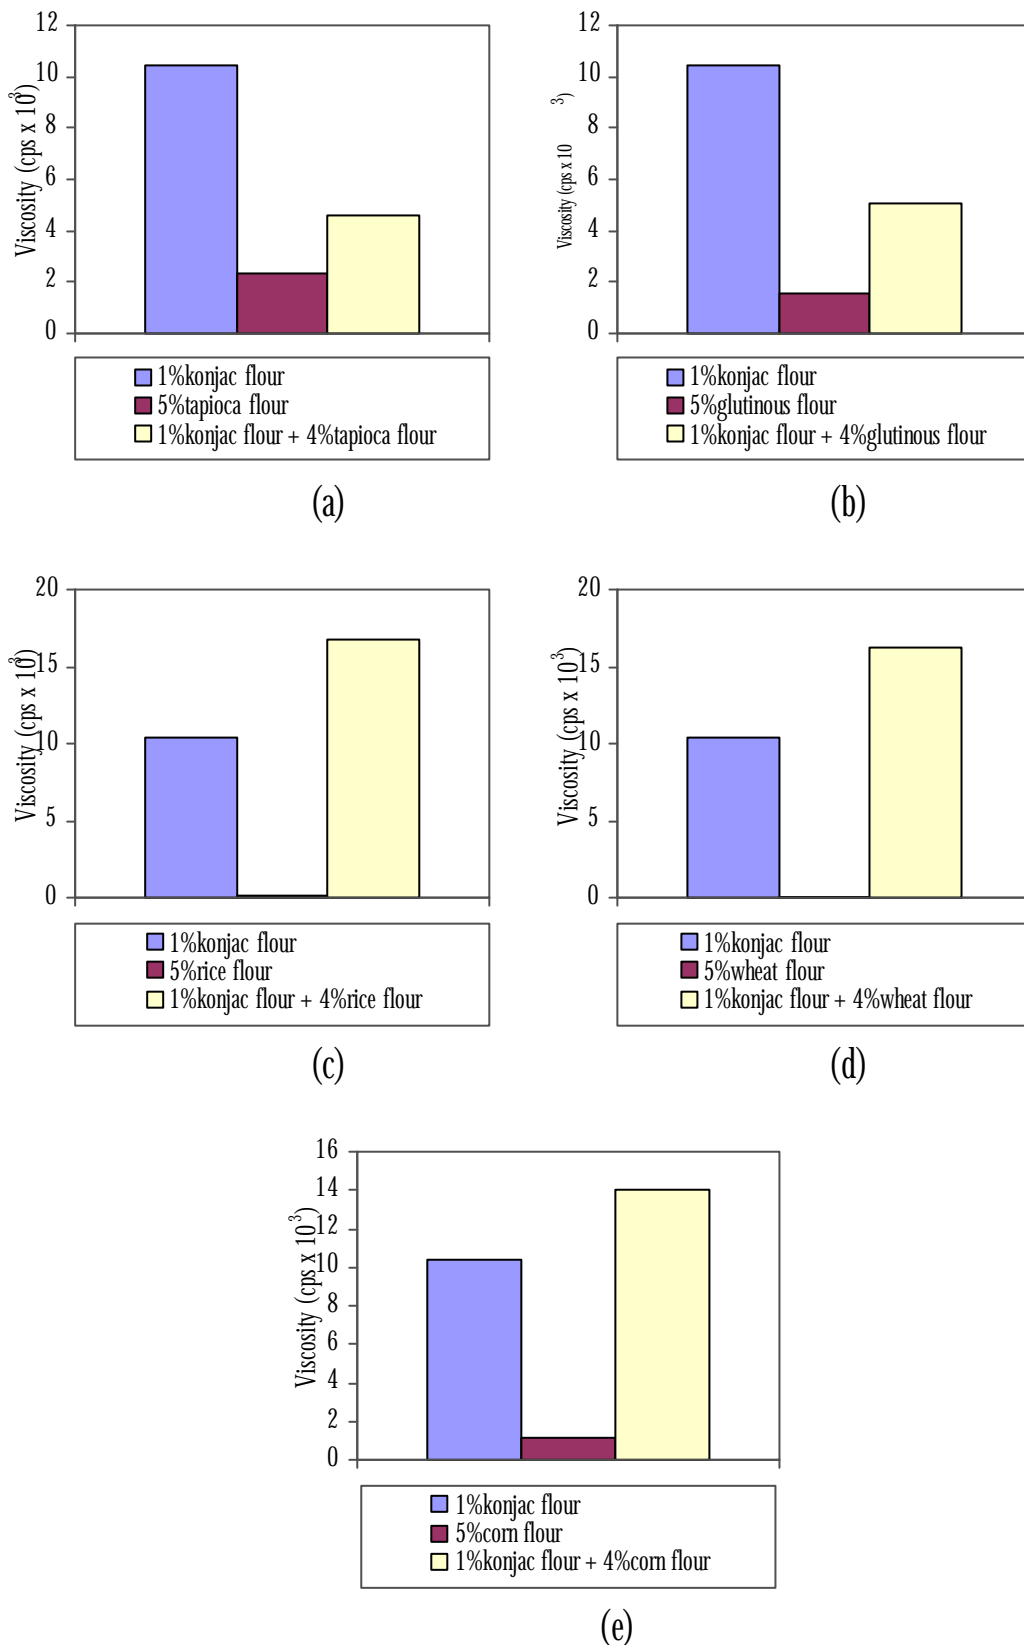 12
10
8
6
4
2
0
Viscosity (cps x 10³)
1%konjac flour
5%tapioca flour
1%konjac flour + 4%tapioca flour
(a)
12
10
8
6
4
2
0
Viscosity (cps x 10 ³)
1%konjac flour
5%glutinous flour
1%konjac flour + 4%glutinous flour
(b)
20
15
10
5
0
Viscosity (cps x 10³)
1%konjac flour
5%rice flour
1%konjac flour + 4%rice flour
(c)
20
15
10
5
0
Viscosity (cps x 10³)
1%konjac flour
5%wheat flour
1%konjac flour + 4%wheat flour
(d)
16
14
12
10
8
6
4
2
0
Viscosity (cps x 10³)
1%konjac flour
5%corn flour
1%konjac flour + 4%corn flour
(e)